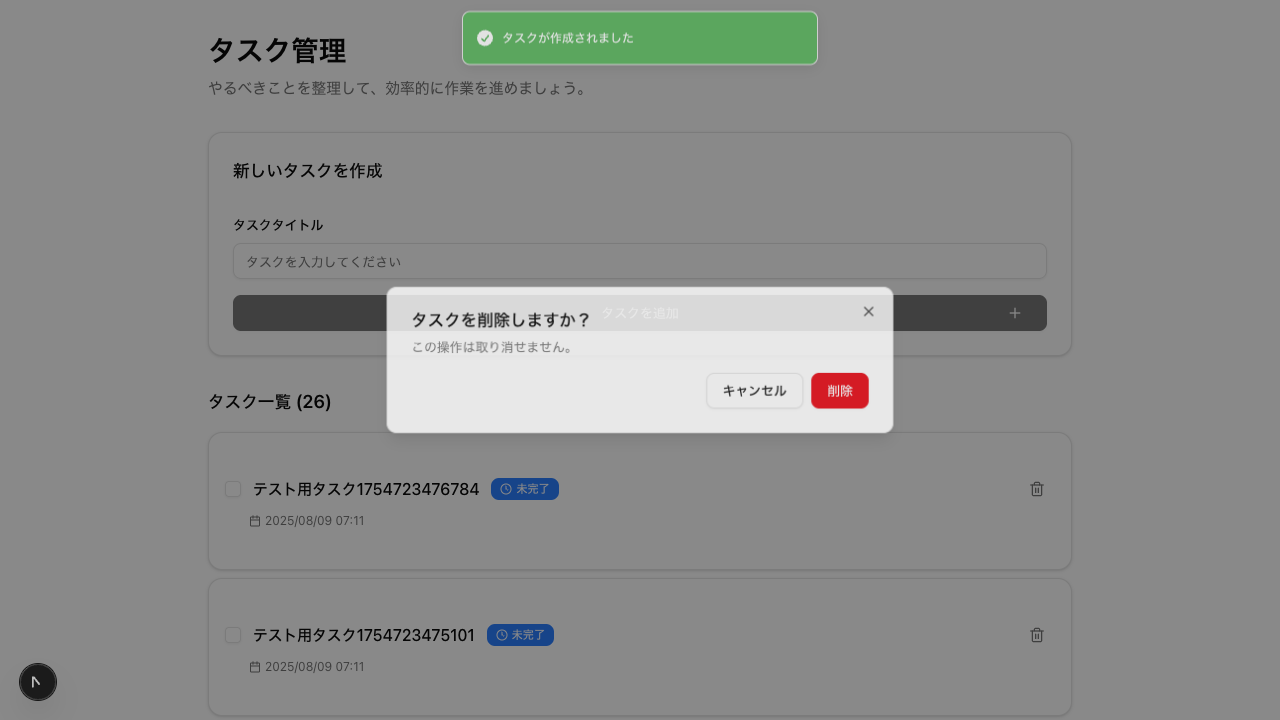 タスクが作成されました
タスク管理
やるべきことを整理して、効率的に作業を進めましょう。
新しいタスクを作成
タスクタイトル
タスクを入力してください
タスクを追加
タスクを削除しますか？
この操作は取り消せません。
キャンセル
削除
タスク一覧 (26)
テスト用タスク1754723476784 未完了
2025/08/09 07:11
テスト用タスク1754723475101 未完了
2025/08/09 07:11